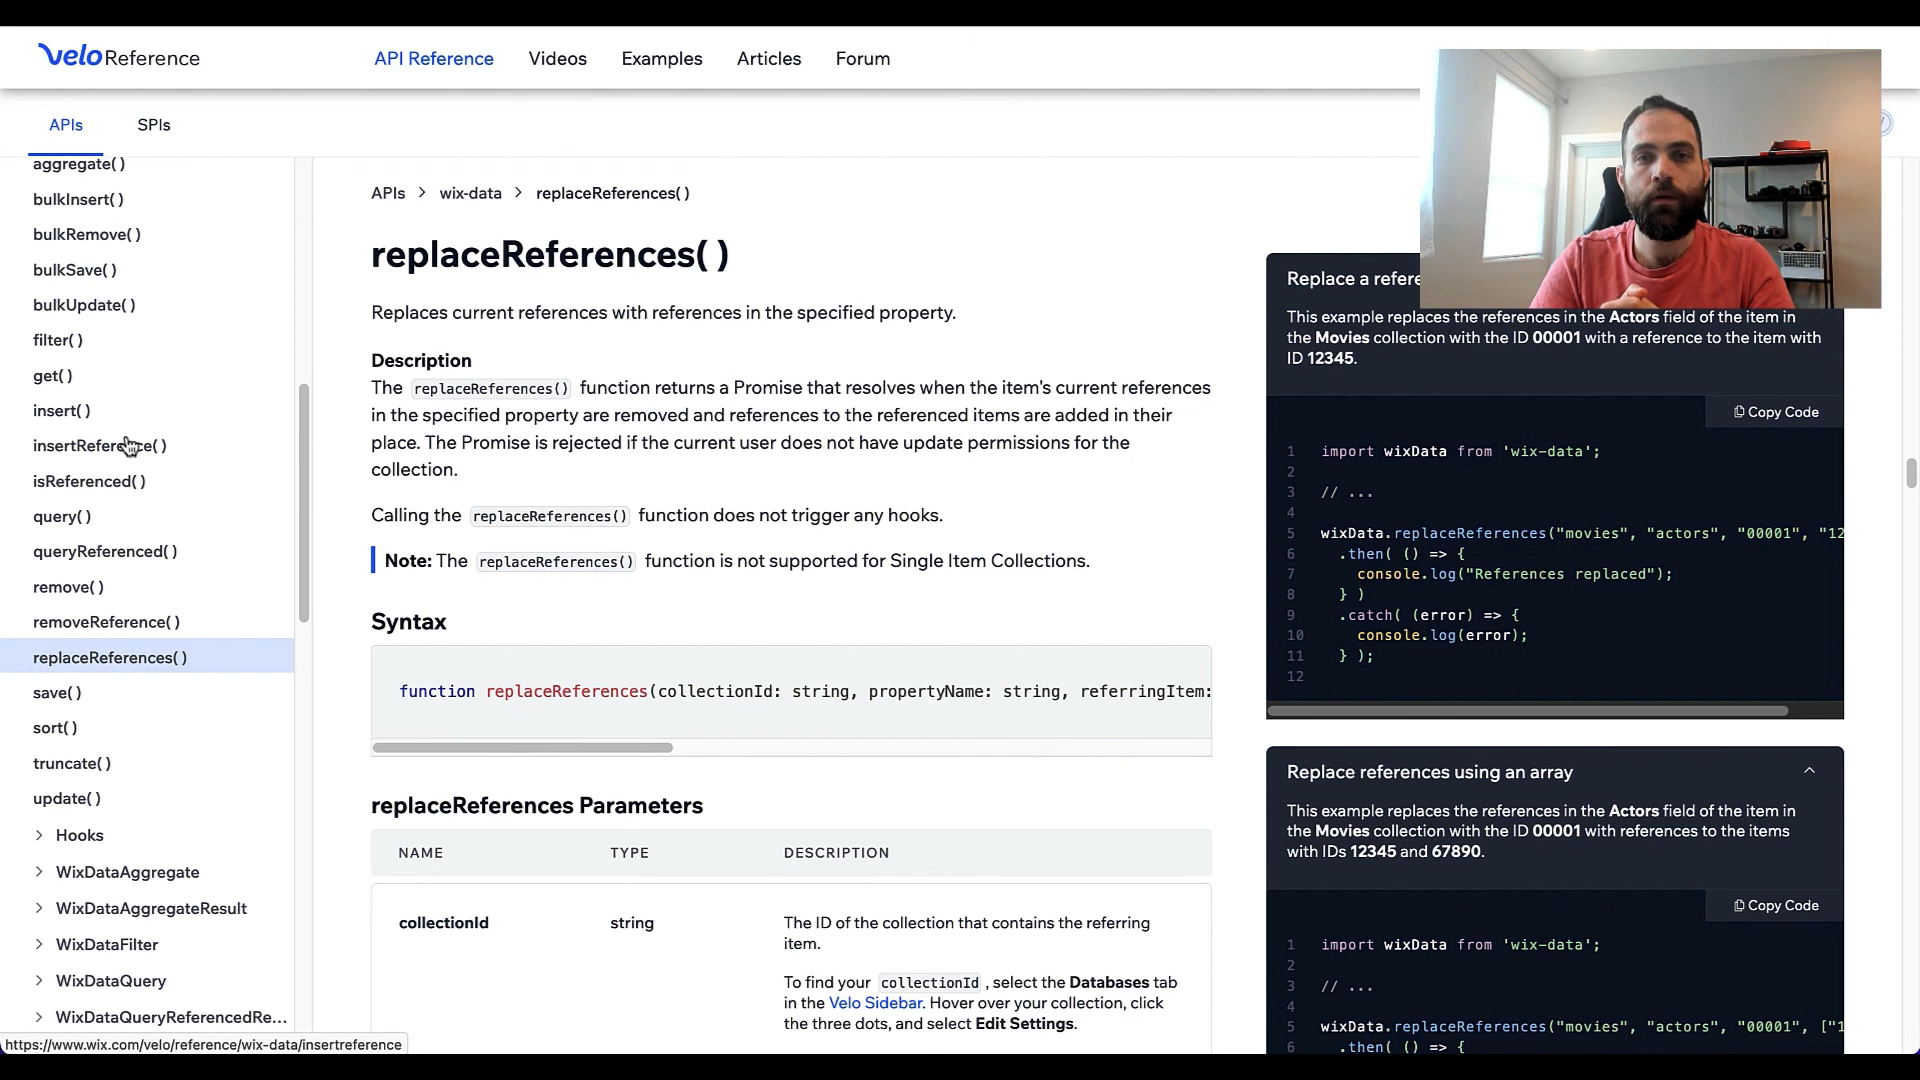 velo Reference
API Reference
Videos
Examples
Articles
Forum
APIs
SPIs
aggregate( )
bulkInsert( )
bulkRemove( )
bulkSave( )
bulkUpdate( )
filter( )
get( )
insert( )
insertReference( )
isReferenced( )
query( )
queryReferenced( )
remove( )
removeReference( )
replaceReferences( )
save( )
sort( )
truncate( )
update( )
Hooks
WixDataAggregate
WixDataAggregateResult
WixDataFilter
WixDataQuery
WixDataQueryReferencedRe...
https://www.wix.com/velo/reference/wix-data/insertreference
APIs > wix-data > replaceReferences( )
replaceReferences( )
Replaces current references with references in the specified property.
Description
The replaceReferences() function returns a Promise that resolves when the item's current references
in the specified property are removed and references to the referenced items are added in their
place. The Promise is rejected if the current user does not have update permissions for the
collection.
Calling the replaceReferences() function does not trigger any hooks.
Note: The replaceReferences() function is not supported for Single Item Collections.
Syntax
function replaceReferences(collectionId: string, propertyName: string, referringItem:
replaceReferences Parameters
NAME TYPE DESCRIPTION
collectionId string The ID of the collection that contains the referring
item.
To find your collectionId , select the Databases tab
in the Velo Sidebar. Hover over your collection, click
the three dots, and select Edit Settings.
Replace a refere
This example replaces the references in the Actors field of the item in
the Movies collection with the ID 00001 with a reference to the item with
ID 12345.
Copy Code
1 import wixData from 'wix-data';
2
3 // ...
4
5 wixData.replaceReferences("movies", "actors", "00001", "12
6 .then( () => {
7 console.log("References replaced");
8 } )
9 .catch( (error) => {
10 console.log(error);
11 } );
12
Replace references using an array
This example replaces the references in the Actors field of the item in
the Movies collection with the ID 00001 with references to the items
with IDs 12345 and 67890.
Copy Code
1 import wixData from 'wix-data';
2
3 // ...
4
5 wixData.replaceReferences("movies", "actors", "00001", ["1
6 .then( () => {